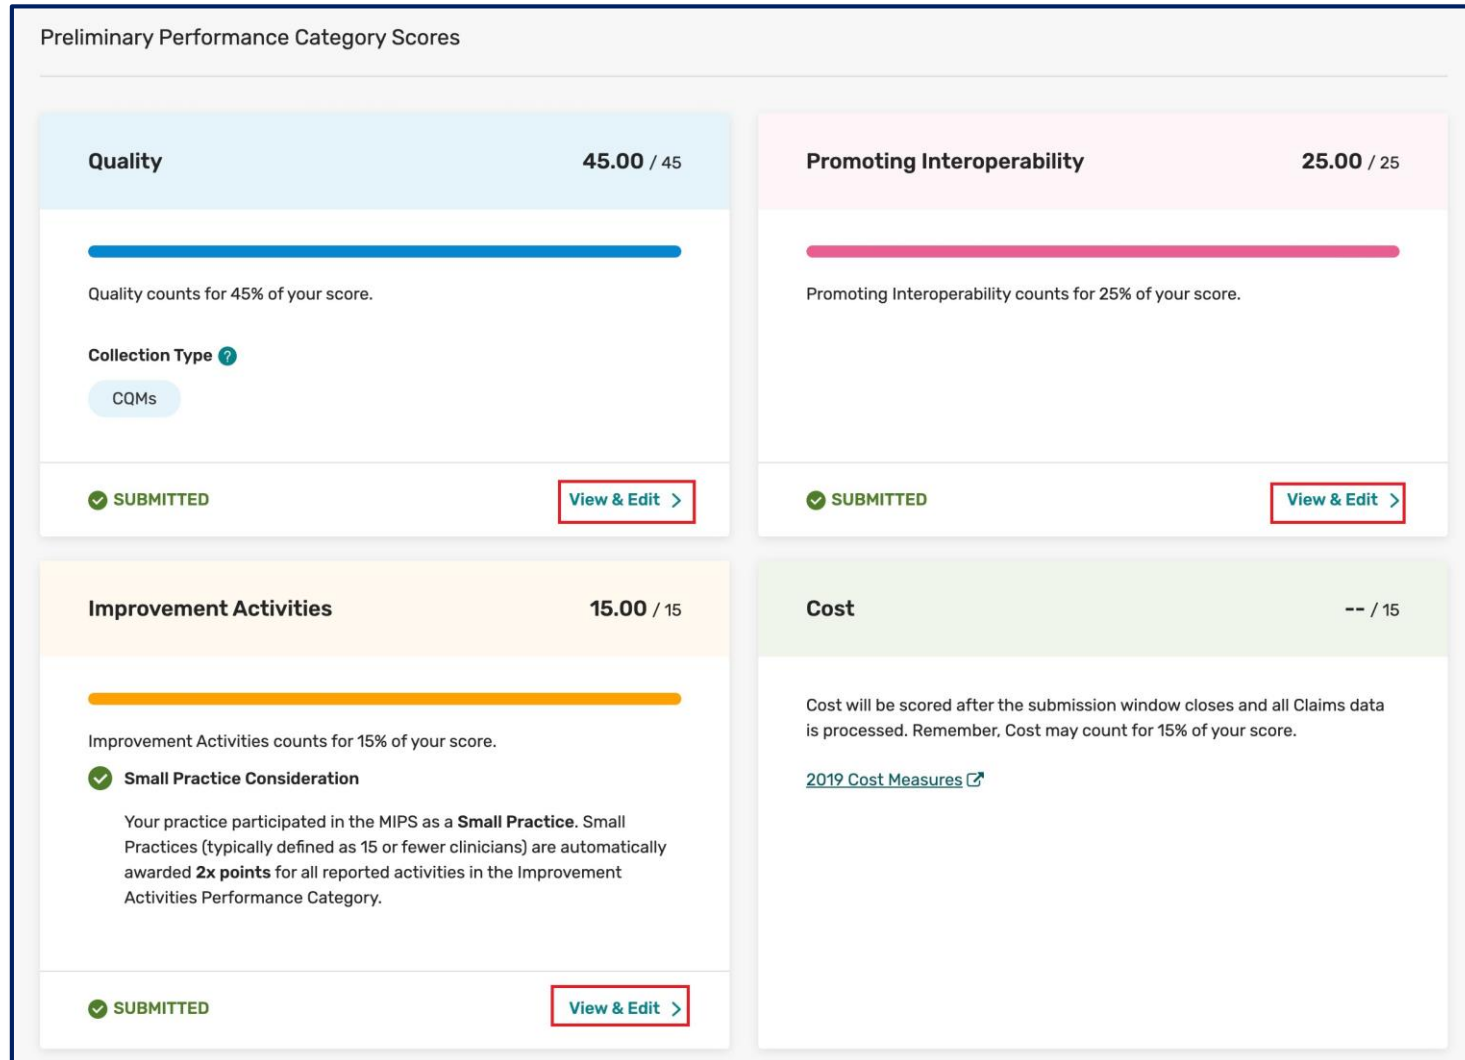 Preliminary Performance Category Scores
Quality 45.00 / 45
Quality counts for 45% of your score.
Collection Type ?
CQMs
SUBMITTED View & Edit >
Promoting Interoperability 25.00 / 25
Promoting Interoperability counts for 25% of your score.
SUBMITTED View & Edit >
Improvement Activities 15.00 / 15
Improvement Activities counts for 15% of your score.
Small Practice Consideration
Your practice participated in the MIPS as a Small Practice. Small
Practices (typically defined as 15 or fewer clinicians) are automatically
awarded 2x points for all reported activities in the Improvement
Activities Performance Category.
SUBMITTED View & Edit >
Cost -- / 15
Cost will be scored after the submission window closes and all Claims data
is processed. Remember, Cost may count for 15% of your score.
2019 Cost Measures